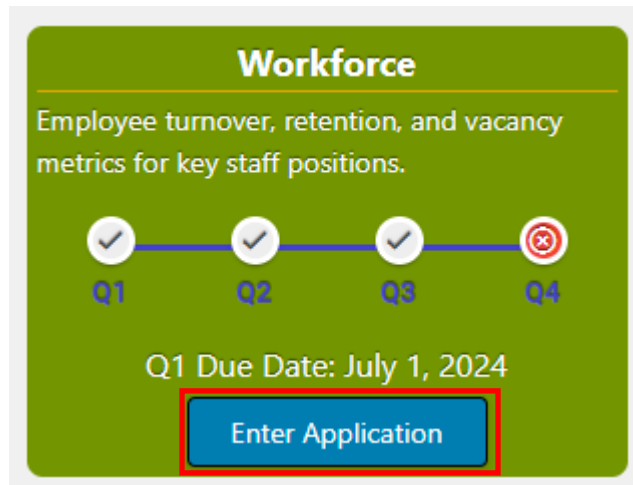 Workforce
Employee turnover, retention, and vacancy
metrics for key staff positions.
Q1 Q2 Q3 Q4
Q1 Due Date: July 1, 2024
Enter Application